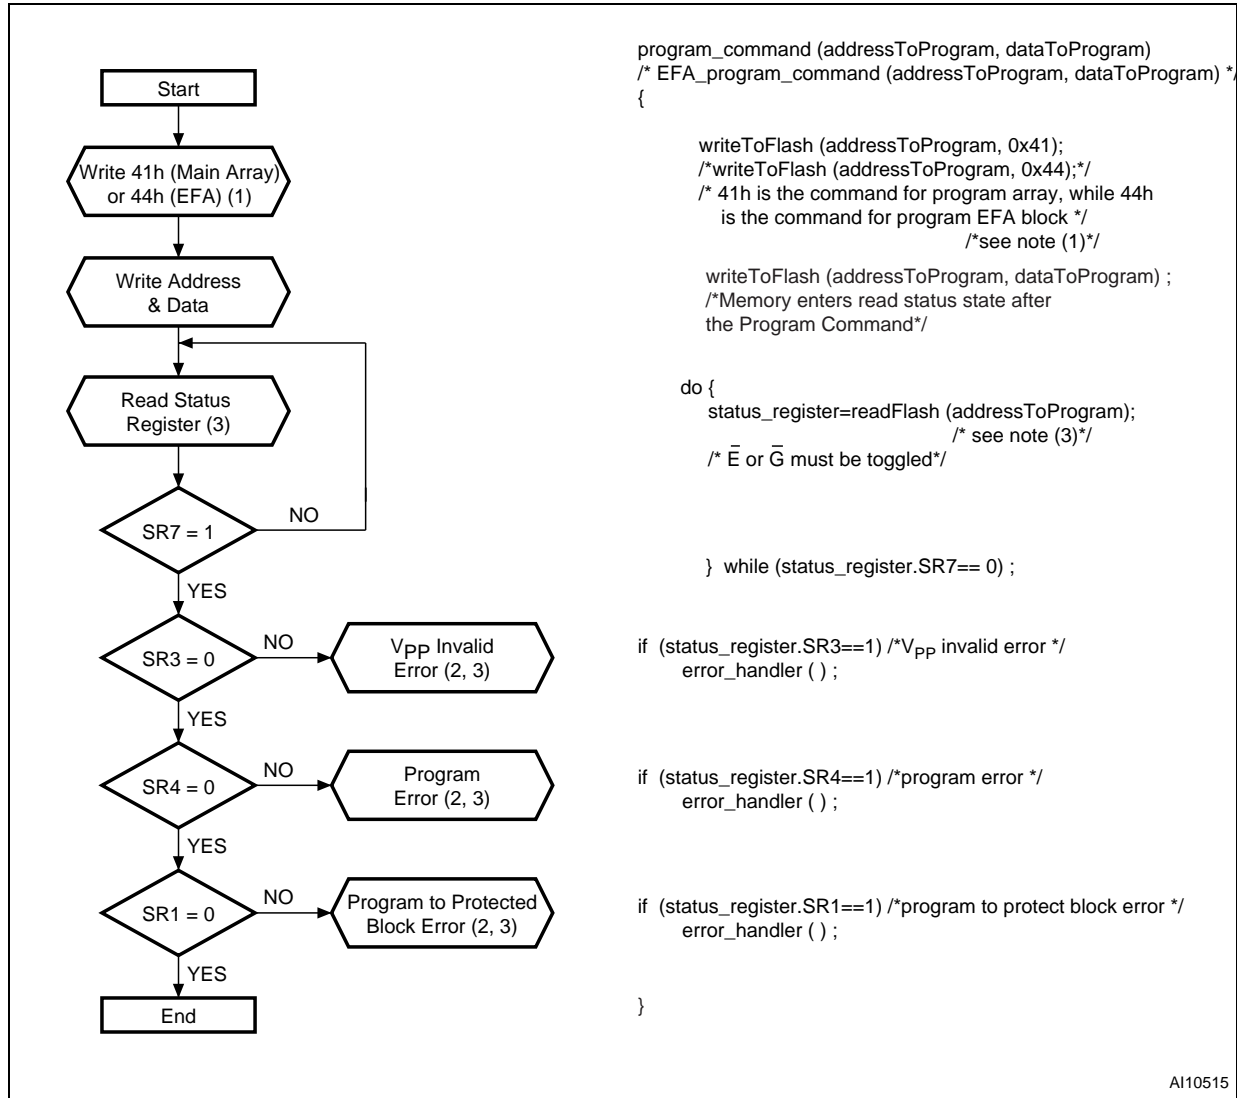 Start
Write 41h (Main Array)
or 44h (EFA) (1)
Write Address
& Data
Read Status
Register (3)
SR7 = 1
NO
YES
SR3 = 0
NO
VPP Invalid
Error (2, 3)
YES
SR4 = 0
NO
Program
Error (2, 3)
YES
SR1 = 0
NO
Program to Protected
Block Error (2, 3)
YES
End
program_command (addressToProgram, dataToProgram)
/* EFA_program_command (addressToProgram, dataToProgram) */
{
writeToFlash (addressToProgram, 0x41);
/*writeToFlash (addressToProgram, 0x44);*/
/* 41h is the command for program array, while 44h
is the command for program EFA block */
/*see note (1)*/
writeToFlash (addressToProgram, dataToProgram) ;
/*Memory enters read status state after
the Program Command*/
do {
status_register=readFlash (addressToProgram);
/* see note (3)*/
/* E̅ or G̅ must be toggled*/
} while (status_register.SR7== 0) ;
if (status_register.SR3==1) /*VPP invalid error */
error_handler ( ) ;
if (status_register.SR4==1) /*program error */
error_handler ( ) ;
if (status_register.SR1==1) /*program to protect block error */
error_handler ( ) ;
}
AI10515